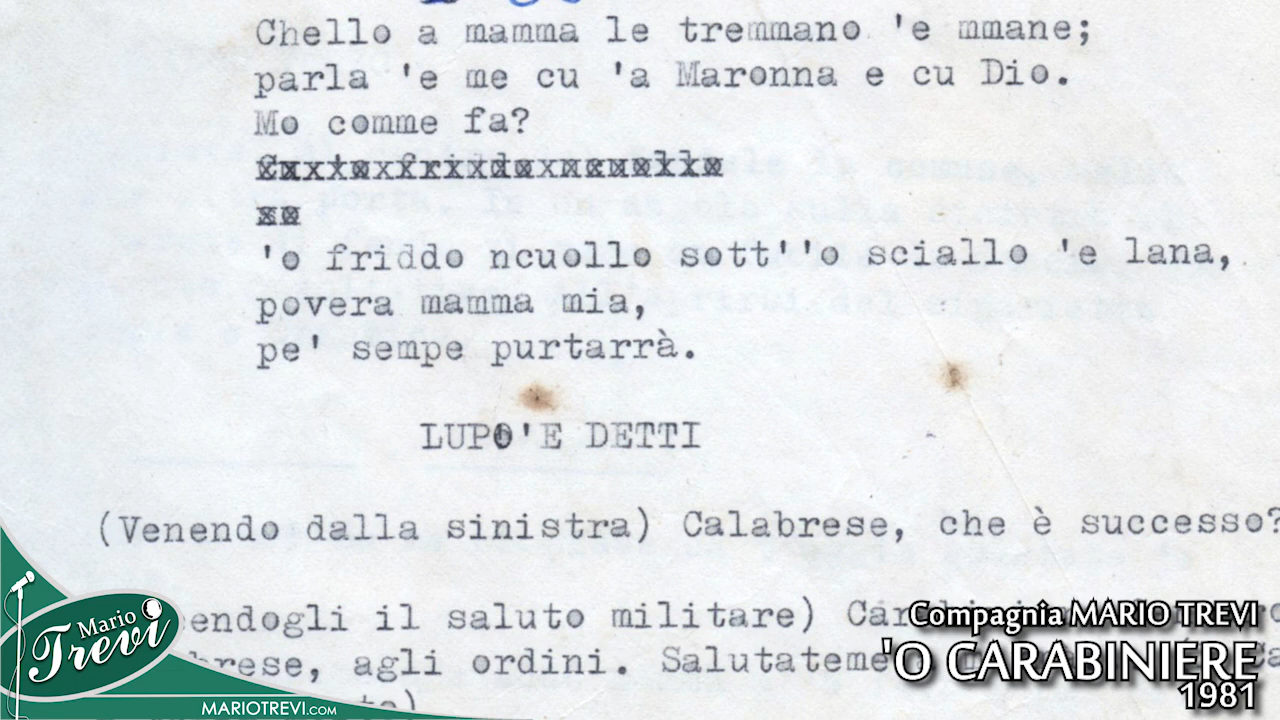 Chello a mamma le tremmano 'e mmane;
parla 'e me cu 'a Maronna e cu Dio.
Mo comme fa?
'o friddo ncuollo sott''o sciallo 'e lana,
povera mamma mia,
pe' sempe purtarrà.
LUPO'E DETTI
(Venendo dalla sinistra) Calabrese, che è successo?
endogli il saluto militare)
brese, agli ordini. Salutateme
Compagnia MARIO TREVI
'O CARABINIERE
1981
Mario
Trevi
MARIOTREVI.COM